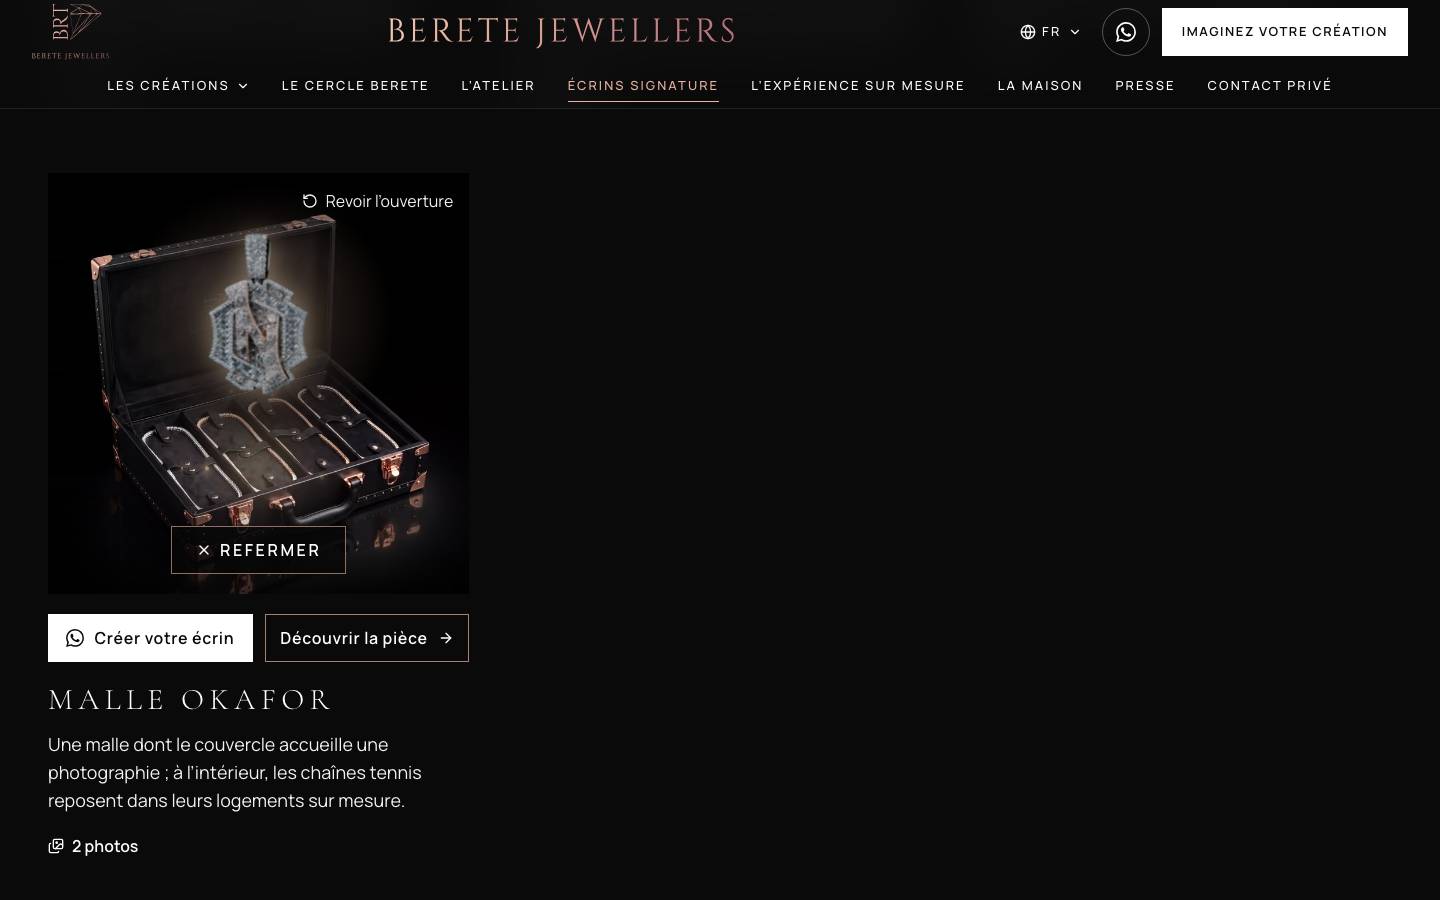 BRT
BERETE JEWELLERS
BERETE JEWELLERS
FR
IMAGINEZ VOTRE CRÉATION
LES CRÉATIONS
LE CERCLE BERETE
L'ATELIER
ÉCRINS SIGNATURE
L'EXPÉRIENCE SUR MESURE
LA MAISON
PRESSE
CONTACT PRIVÉ
Revoir l'ouverture
N
REFERMER
Créer votre écrin
Découvrir la pièce
MALLE OKAFOR
Une malle dont le couvercle accueille une
photographie ; à l'intérieur, les chaînes tennis
reposent dans leurs logements sur mesure.
2 photos